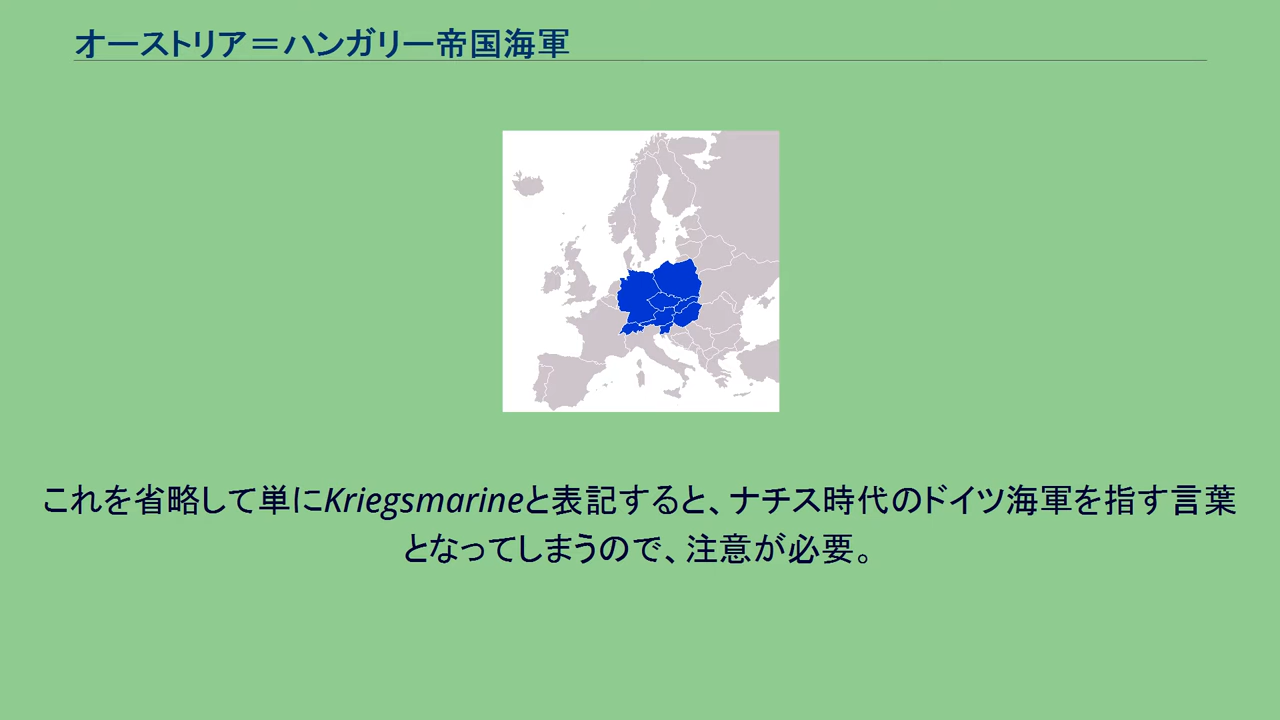 オーストリア＝ハンガリー帝国海軍
これを省略して単にKriegsmarineと表記すると、ナチス時代のドイツ海軍を指す言葉
となってしまうので、注意が必要。